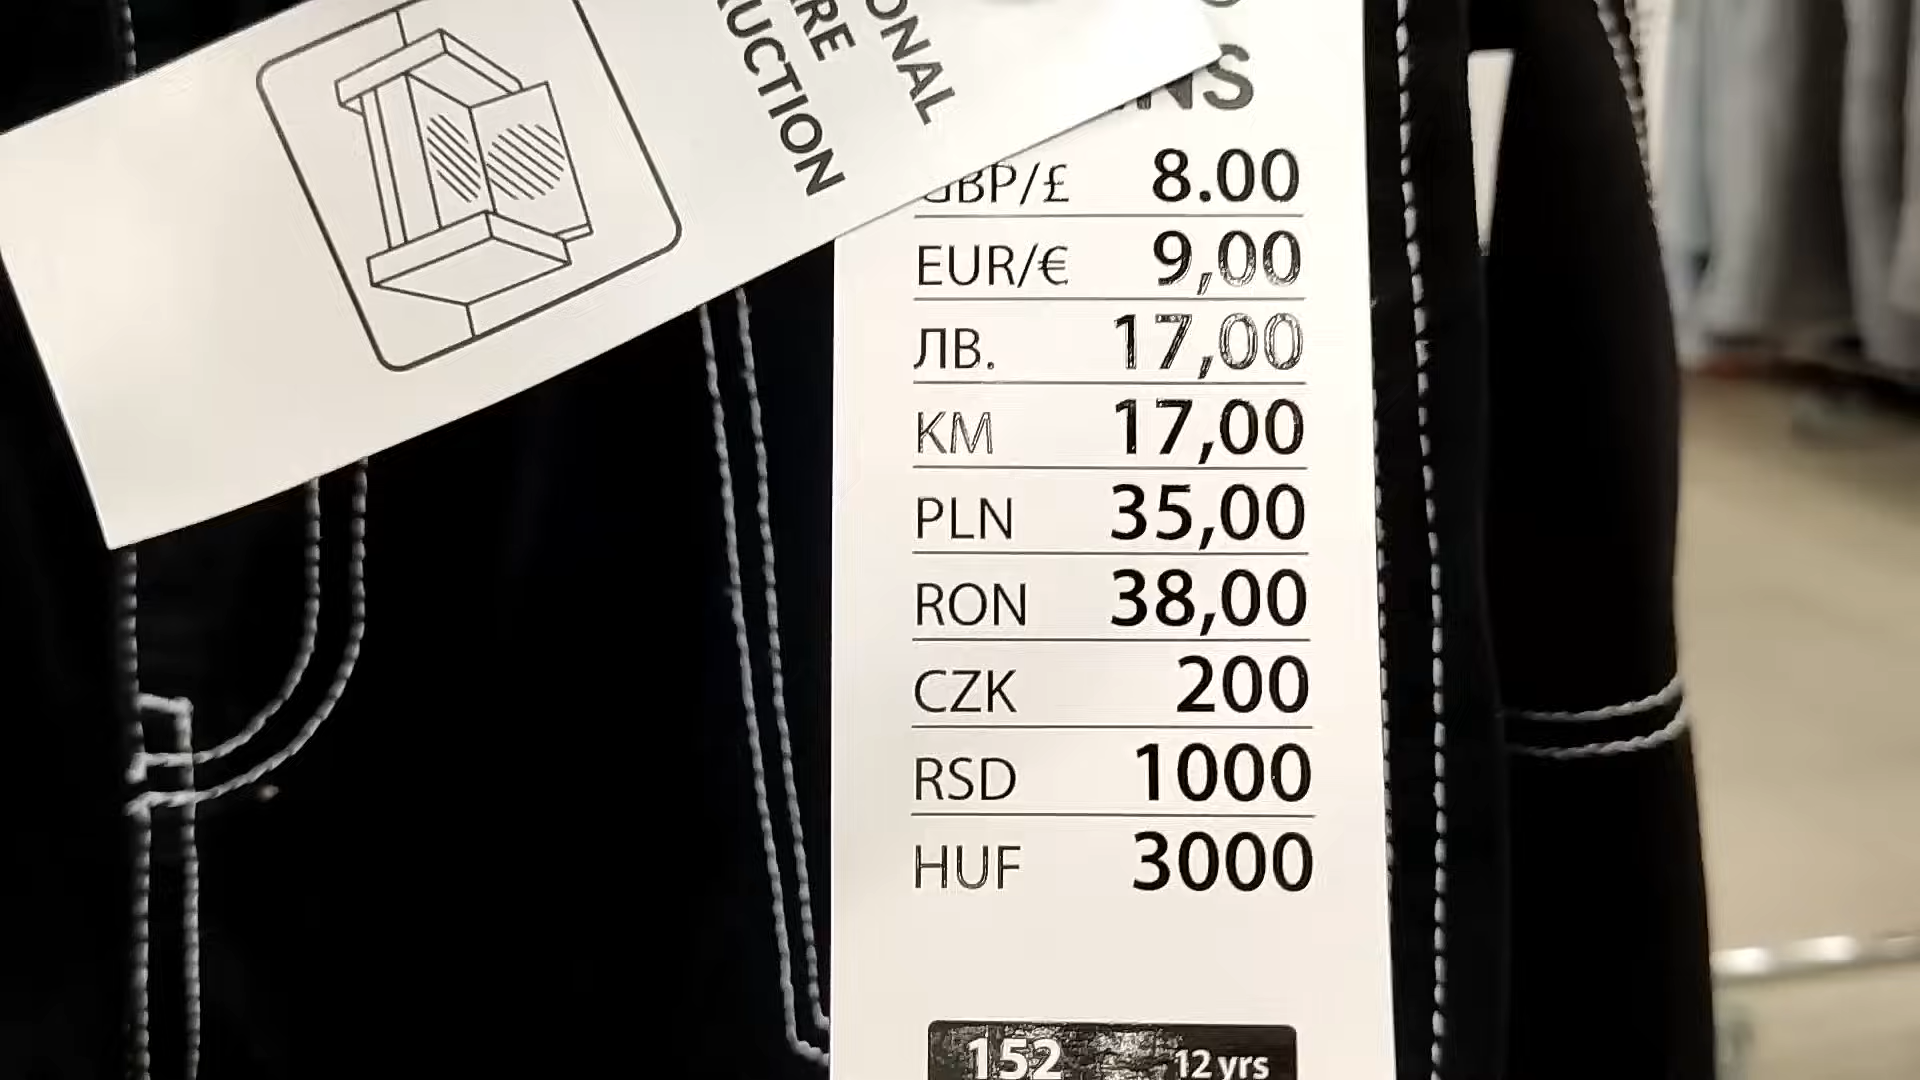 ONAL
RE
UCTION
NS
GBP/£ 8.00
EUR/€ 9,00
ЛВ. 17,00
KM 17,00
PLN 35,00
RON 38,00
CZK 200
RSD 1000
HUF 3000
152 12 yrs